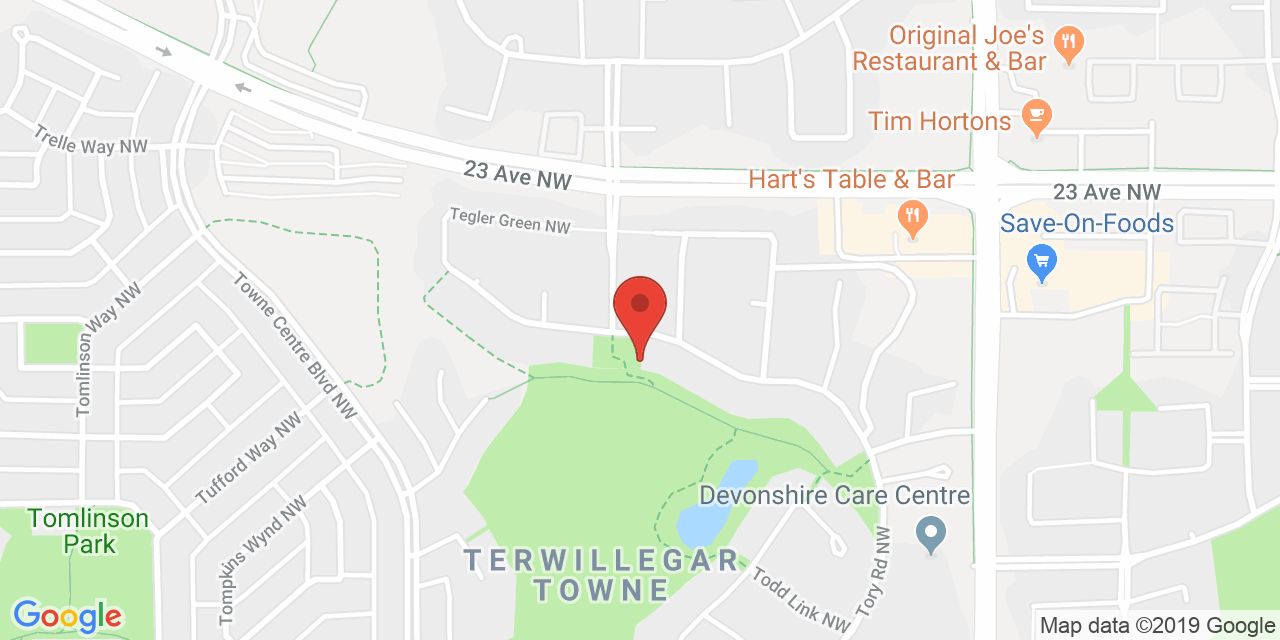 Original Joe's
Restaurant & Bar
Tim Hortons
Trelle Way NW
23 Ave NW
Hart's Table & Bar
23 Ave NW
Tegler Green NW
Save-On-Foods
Tomlinson Way NW
Towne Centre Blvd NW
Tufford Way NW
Devonshire Care Centre
Tomlinson
Park
Tompkins Wynd NW
TERWILLEGAR
TOWNE
Todd Link NW
Tory Rd NW
Google
Map data ©2019 Google